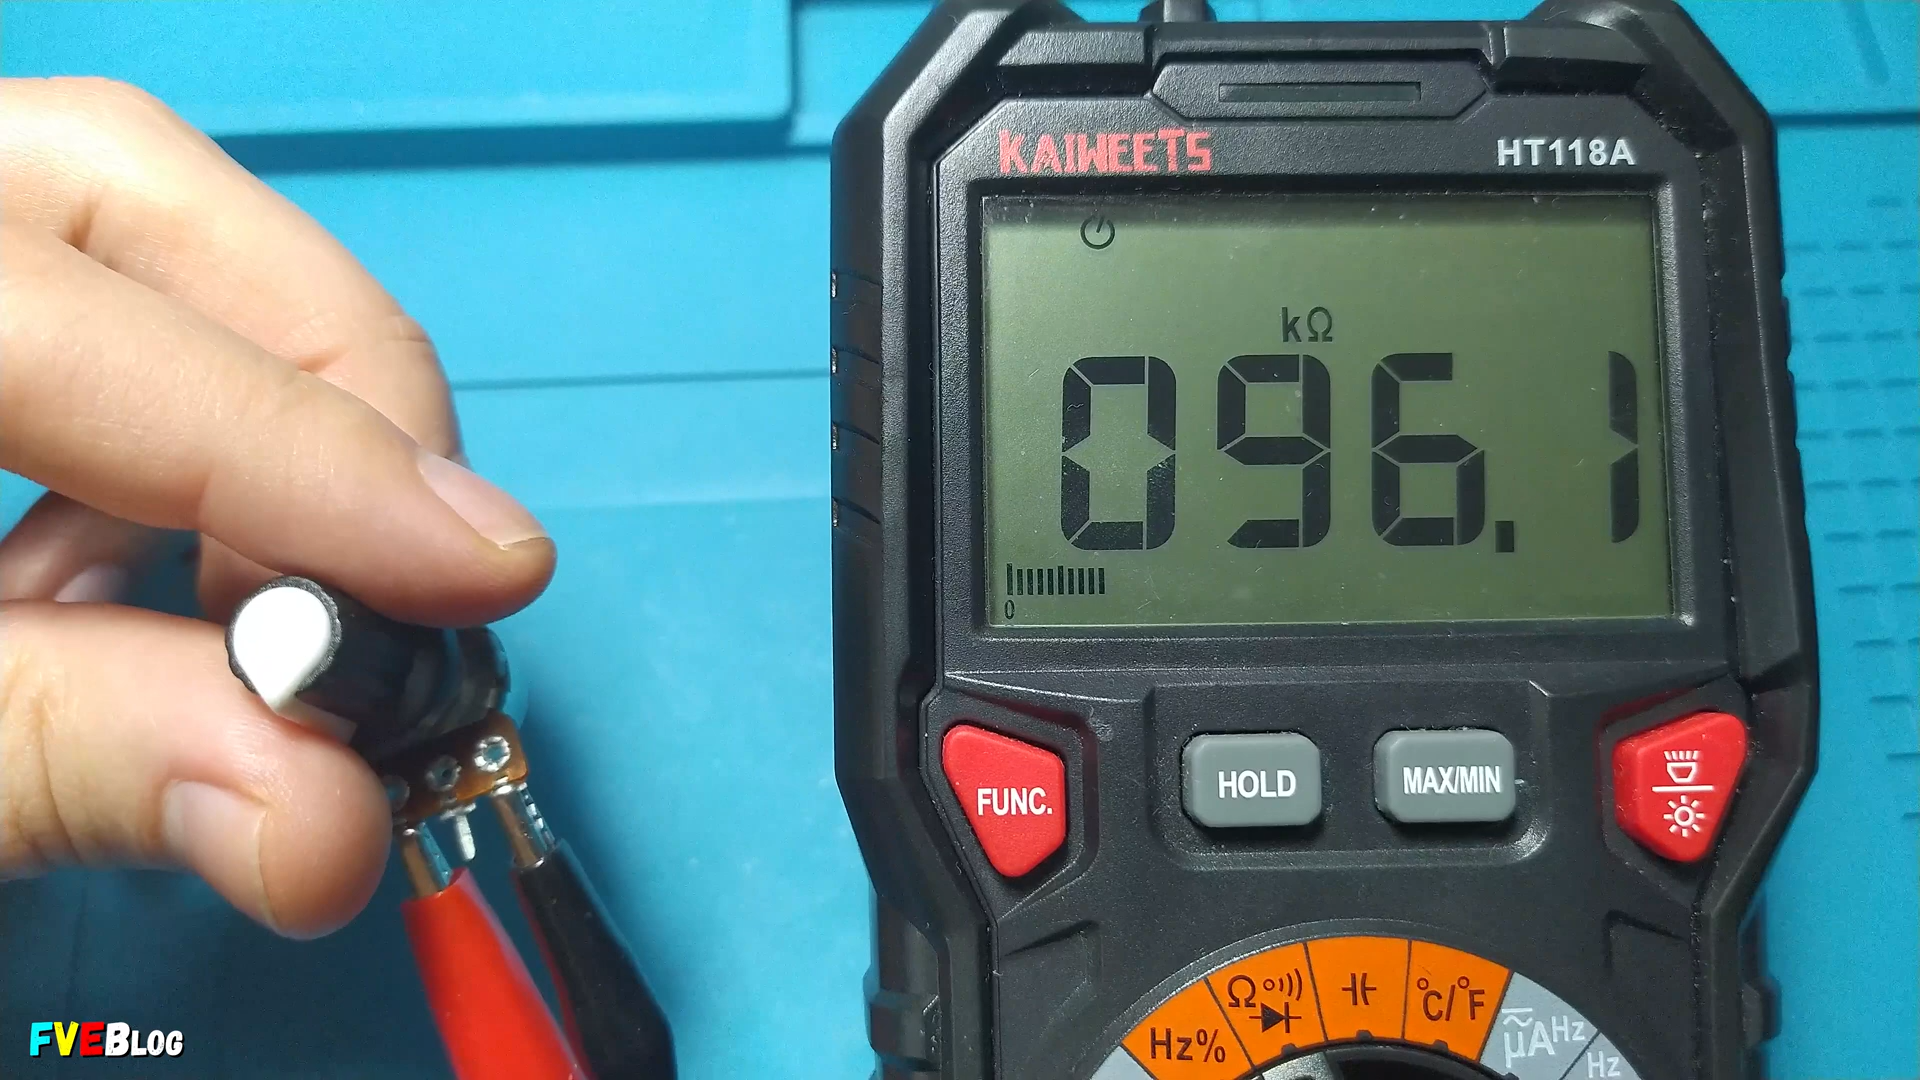 KAIWEETS
HT118A
kΩ
096.1
0
FUNC.
HOLD
MAX/MIN
Hz%
Ω
°C/°F
μA Hz
Hz
FVEBLOG